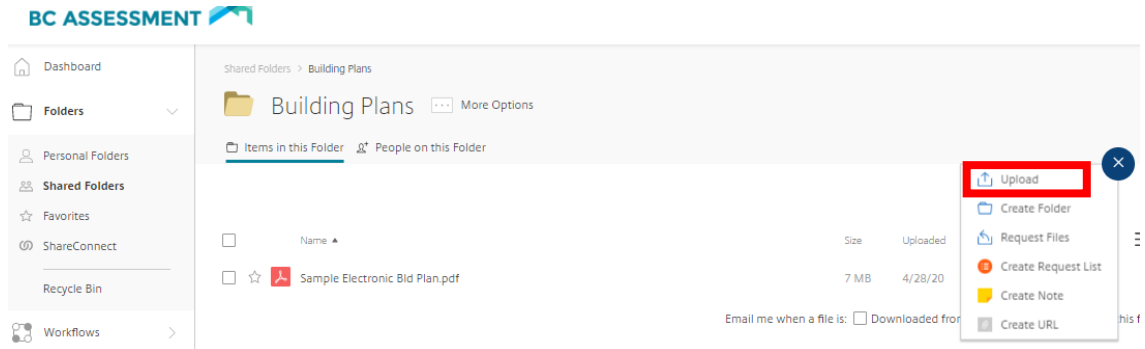 BC ASSESSMENT
Dashboard
Folders
Personal Folders
Shared Folders
Favorites
ShareConnect
Recycle Bin
Workflows
Shared Folders > Building Plans
Building Plans ··· More Options
Items in this Folder People on this Folder
Name ▲ Size Uploaded
Sample Electronic Bld Plan.pdf 7 MB 4/28/20
Email me when a file is: Downloaded from
Upload
Create Folder
Request Files
Create Request List
Create Note
Create URL